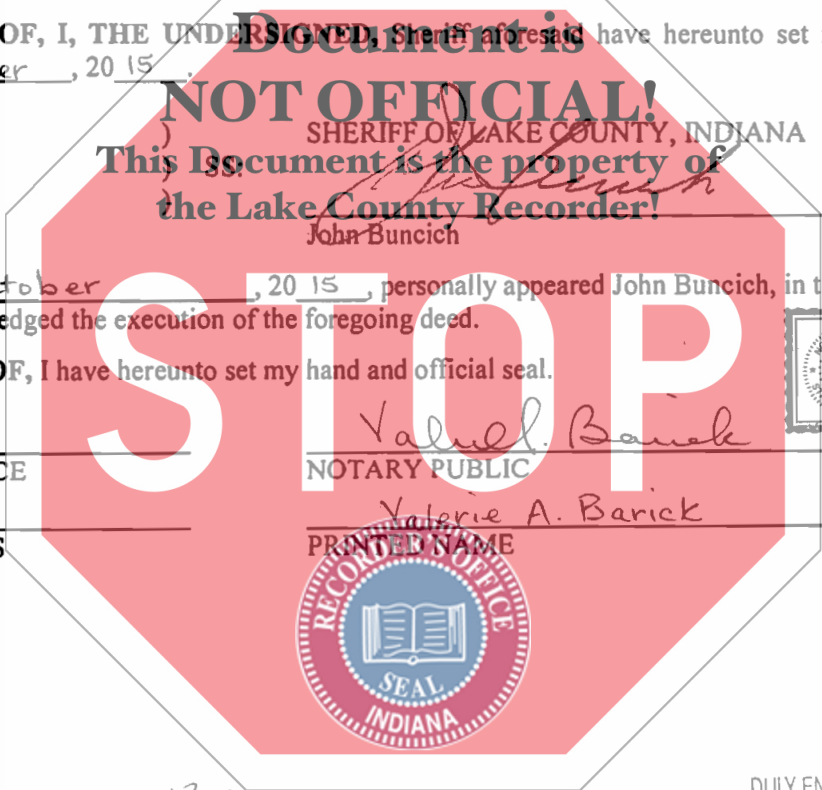 Document is
OF, I, THE UNDERSIGNED, Sheriff aforesaid have hereunto set
er, 20 15.
NOT OFFICIAL!
) SHERIFF OF LAKE COUNTY, INDIANA
This Document is the property of
) SS:
the Lake County Recorder!
)
John Buncich
tober, 20 15, personally appeared John Buncich, in t
edged the execution of the foregoing deed.
OF, I have hereunto set my hand and official seal.
STOP
Valerie A. Barick
CE NOTARY PUBLIC
Valerie A. Barick
S PRINTED NAME
RECORDER'S OFFICE
SEAL
INDIANA
DULY EN